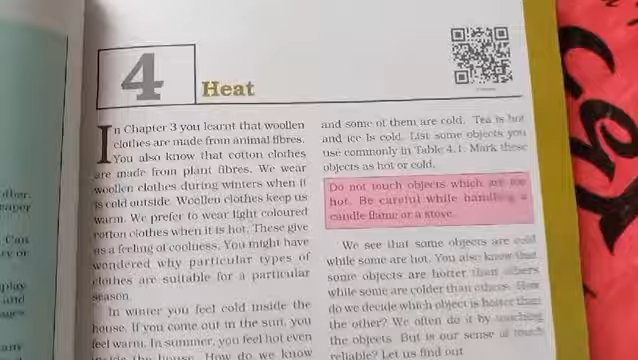 4
Heat
In Chapter 3 you learnt that woollen
clothes are made from animal fibres.
You also know that cotton clothes
are made from plant fibres. We wear
woollen clothes during winters when it
is cold outside. Woollen clothes keep us
warm. We prefer to wear light coloured
cotton clothes when it is hot. These give
us a feeling of coolness. You might have
wondered why particular types of
clothes are suitable for a particular
season.
In winter you feel cold inside the
house. If you come out in the sun, you
feel warm. In summer, you feel hot even
inside the house. How do we know
and some of them are cold. Tea is hot
and ice is cold. List some objects you
use commonly in Table 4.1. Mark these
objects as hot or cold.
Do not touch objects which are too
hot. Be careful while handling a
candle flame or a stove.
We see that some objects are cold
while some are hot. You also know that
some objects are hotter than others
while some are colder than others. How
do we decide which object is hotter than
the other? We often do it by touching
the objects. But is our sense of touch
reliable? Let us find out
Can
and